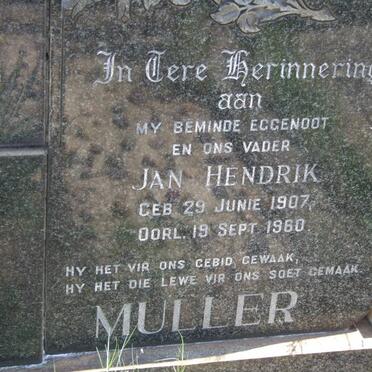 In Tere Herinnering
aan
MY BEMINDE EGGENOOT
EN ONS VADER
JAN HENDRIK
GEB. 29 JUNIE 1907,
OORL. 19 SEPT 1960.
HY HET VIR ONS GEBID, GEWAAK,
HY HET DIE LEWE VIR ONS SOET GEMAAK.
MULLER